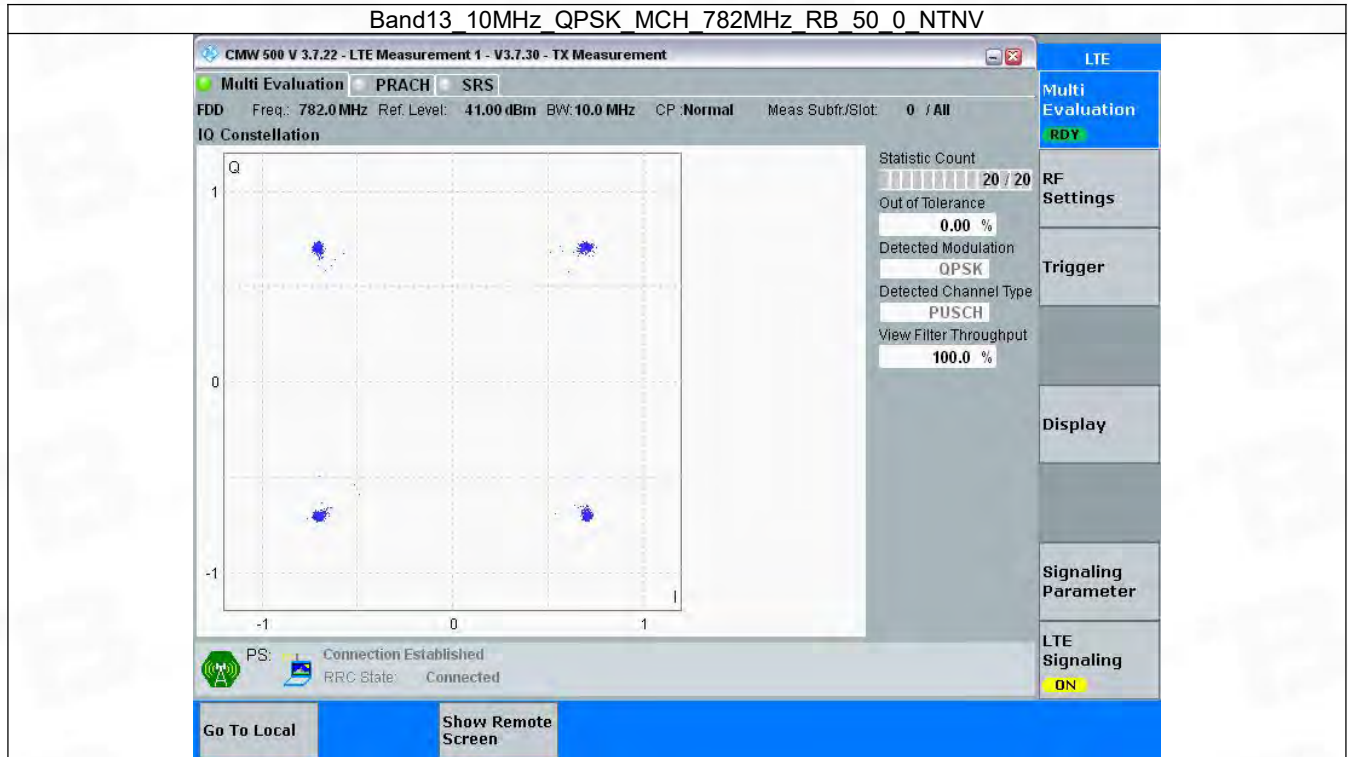 Band13_10MHz_QPSK_MCH_782MHz_RB_50_0_NTNV
CMW 500 V 3.7.22 - LTE Measurement 1 - V3.7.30 - TX Measurement
LTE
Multi Evaluation PRACH SRS
Multi
Evaluation
RDY
FDD Freq.: 782.0 MHz Ref. Level: 41.00 dBm BW: 10.0 MHz CP :Normal Meas Subfr./Slot: 0 / All
IQ Constellation
Q
1
0
-1
I
-1 0 1
Statistic Count
20 / 20
Out of Tolerance
0.00 %
Detected Modulation
QPSK
Detected Channel Type
PUSCH
View Filter Throughput
100.0 %
RF
Settings
Trigger
Display
Signaling
Parameter
LTE
Signaling
ON
PS: Connection Established
RRC State: Connected
Go To Local
Show Remote
Screen